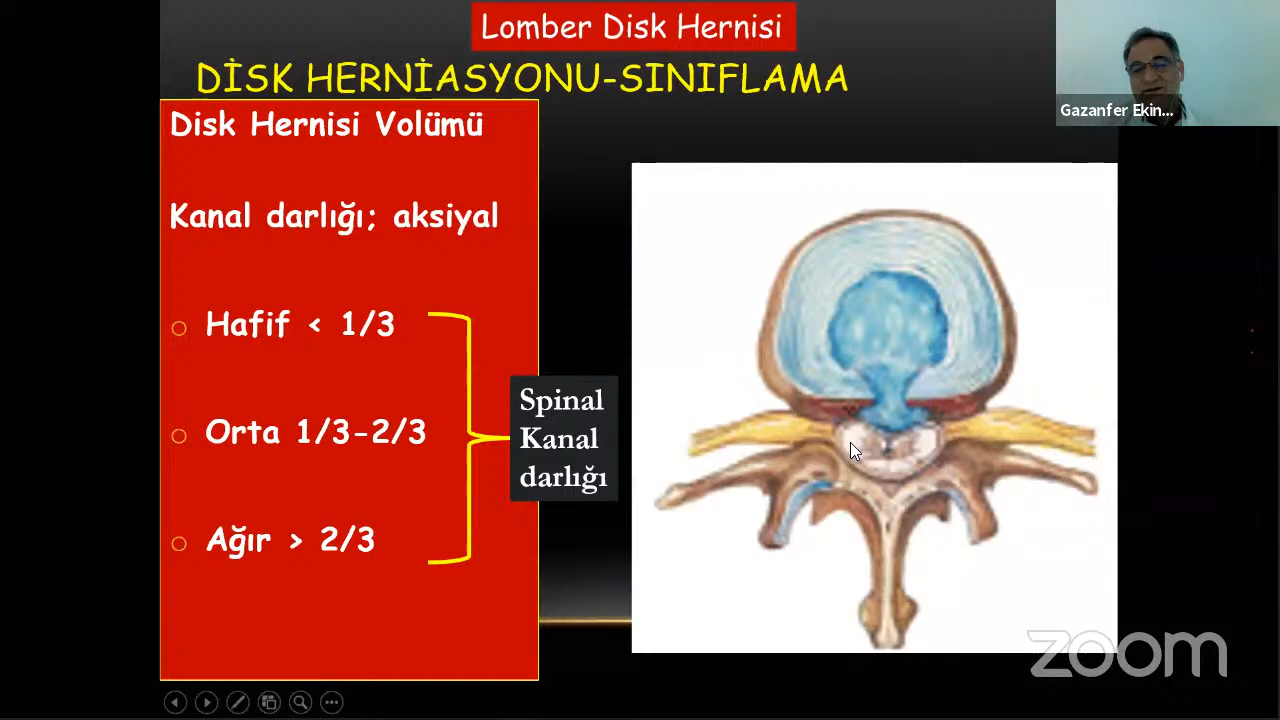 Lomber Disk Hernisi
DİSK HERNİASYONU-SINIFLAMA
Gazanfer Ekin...
Disk Hernisi Volümü
Kanal darlığı; aksiyal
Hafif < 1/3
Orta 1/3-2/3
Ağır > 2/3
Spinal
Kanal
darlığı
zoom